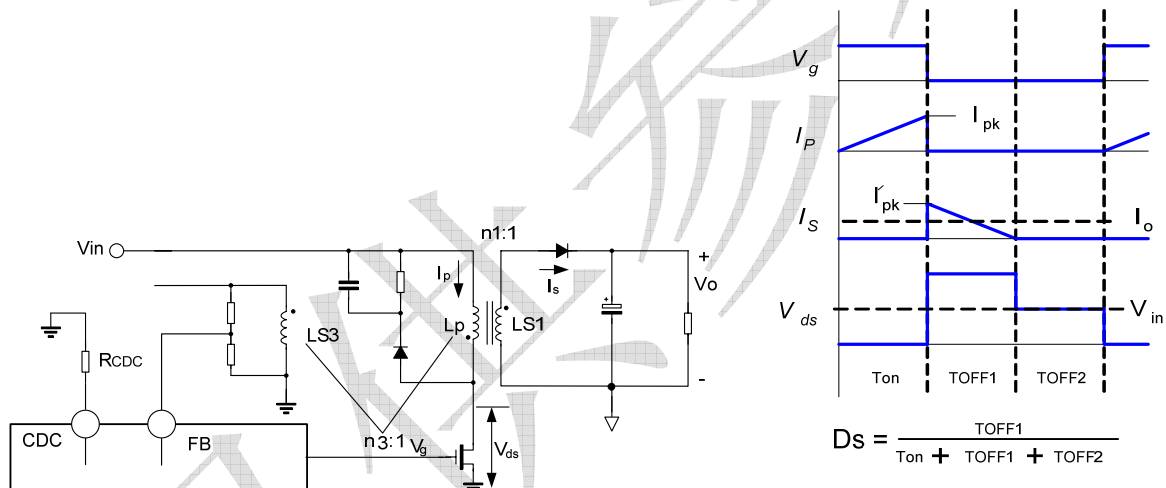 Vin
n1:1
Ip
Is
+
Vo
-
Lp
LS1
LS3
RCDC
n3:1
Vg
Vds
CDC
FB
Vg
IP
Ipk
IS
I′pk
Io
Vds
Vin
Ton TOFF1 TOFF2
Ds = TOFF1
Ton + TOFF1 + TOFF2